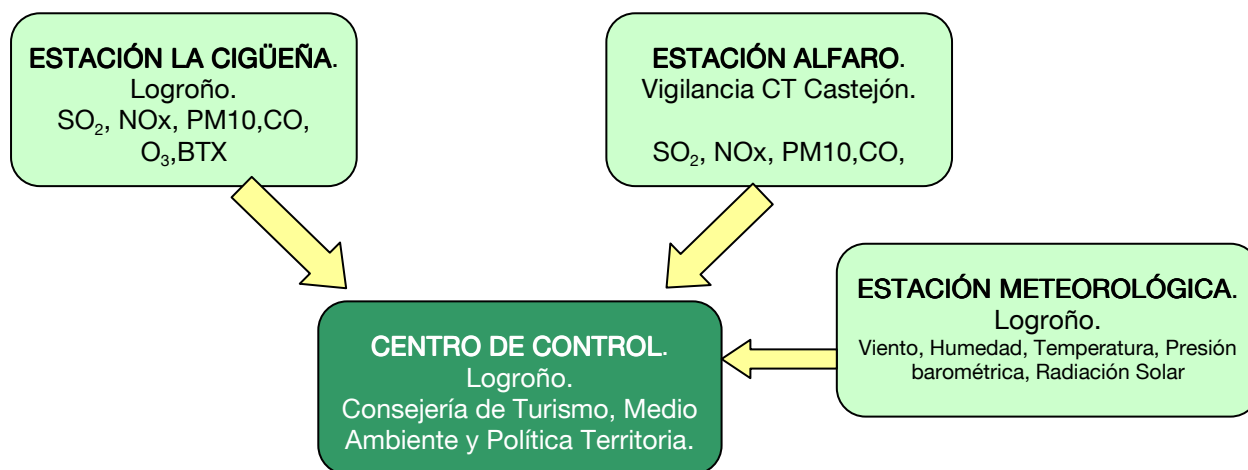 ESTACIÓN LA CIGÜEÑA.
Logroño.
SO₂, NOx, PM10,CO,
O₃,BTX
ESTACIÓN ALFARO.
Vigilancia CT Castejón.
SO₂, NOx, PM10,CO,
ESTACIÓN METEOROLÓGICA.
Logroño.
Viento, Humedad, Temperatura, Presión
barométrica, Radiación Solar
CENTRO DE CONTROL.
Logroño.
Consejería de Turismo, Medio
Ambiente y Política Territoria.